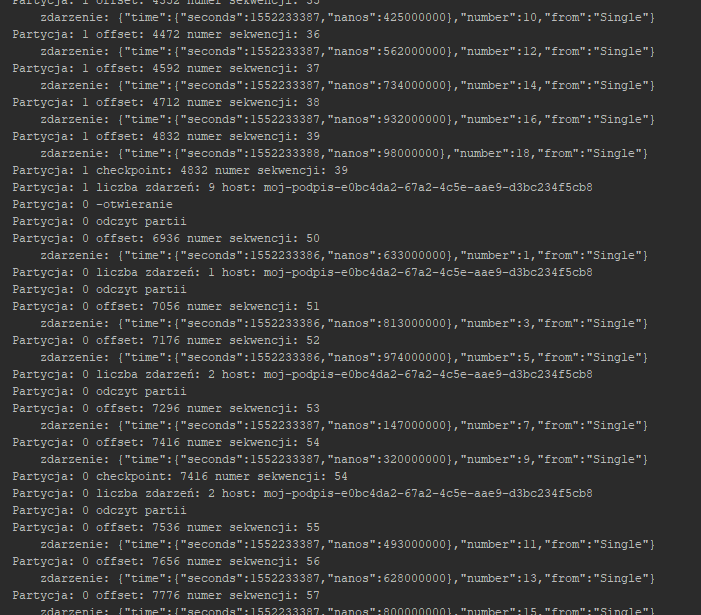 Partycja: 1 offset: 4352 numer sekwencji: 35
zdarzenie: {"time":{"seconds":1552233387,"nanos":425000000},"number":10,"from":"Single"}
Partycja: 1 offset: 4472 numer sekwencji: 36
zdarzenie: {"time":{"seconds":1552233387,"nanos":562000000},"number":12,"from":"Single"}
Partycja: 1 offset: 4592 numer sekwencji: 37
zdarzenie: {"time":{"seconds":1552233387,"nanos":734000000},"number":14,"from":"Single"}
Partycja: 1 offset: 4712 numer sekwencji: 38
zdarzenie: {"time":{"seconds":1552233387,"nanos":932000000},"number":16,"from":"Single"}
Partycja: 1 offset: 4832 numer sekwencji: 39
zdarzenie: {"time":{"seconds":1552233388,"nanos":98000000},"number":18,"from":"Single"}
Partycja: 1 checkpoint: 4832 numer sekwencji: 39
Partycja: 1 liczba zdarzeń: 9 host: moj-podpis-e0bc4da2-67a2-4c5e-aae9-d3bc234f5cb8
Partycja: 0 -otwieranie
Partycja: 0 odczyt partii
Partycja: 0 offset: 6936 numer sekwencji: 50
zdarzenie: {"time":{"seconds":1552233386,"nanos":633000000},"number":1,"from":"Single"}
Partycja: 0 liczba zdarzeń: 1 host: moj-podpis-e0bc4da2-67a2-4c5e-aae9-d3bc234f5cb8
Partycja: 0 odczyt partii
Partycja: 0 offset: 7056 numer sekwencji: 51
zdarzenie: {"time":{"seconds":1552233386,"nanos":813000000},"number":3,"from":"Single"}
Partycja: 0 offset: 7176 numer sekwencji: 52
zdarzenie: {"time":{"seconds":1552233386,"nanos":974000000},"number":5,"from":"Single"}
Partycja: 0 liczba zdarzeń: 2 host: moj-podpis-e0bc4da2-67a2-4c5e-aae9-d3bc234f5cb8
Partycja: 0 odczyt partii
Partycja: 0 offset: 7296 numer sekwencji: 53
zdarzenie: {"time":{"seconds":1552233387,"nanos":147000000},"number":7,"from":"Single"}
Partycja: 0 offset: 7416 numer sekwencji: 54
zdarzenie: {"time":{"seconds":1552233387,"nanos":320000000},"number":9,"from":"Single"}
Partycja: 0 checkpoint: 7416 numer sekwencji: 54
Partycja: 0 liczba zdarzeń: 2 host: moj-podpis-e0bc4da2-67a2-4c5e-aae9-d3bc234f5cb8
Partycja: 0 odczyt partii
Partycja: 0 offset: 7536 numer sekwencji: 55
zdarzenie: {"time":{"seconds":1552233387,"nanos":493000000},"number":11,"from":"Single"}
Partycja: 0 offset: 7656 numer sekwencji: 56
zdarzenie: {"time":{"seconds":1552233387,"nanos":628000000},"number":13,"from":"Single"}
Partycja: 0 offset: 7776 numer sekwencji: 57
zdarzenie: {"time":{"seconds":1552233387,"nanos":800000000},"number":15,"from":"Single"}